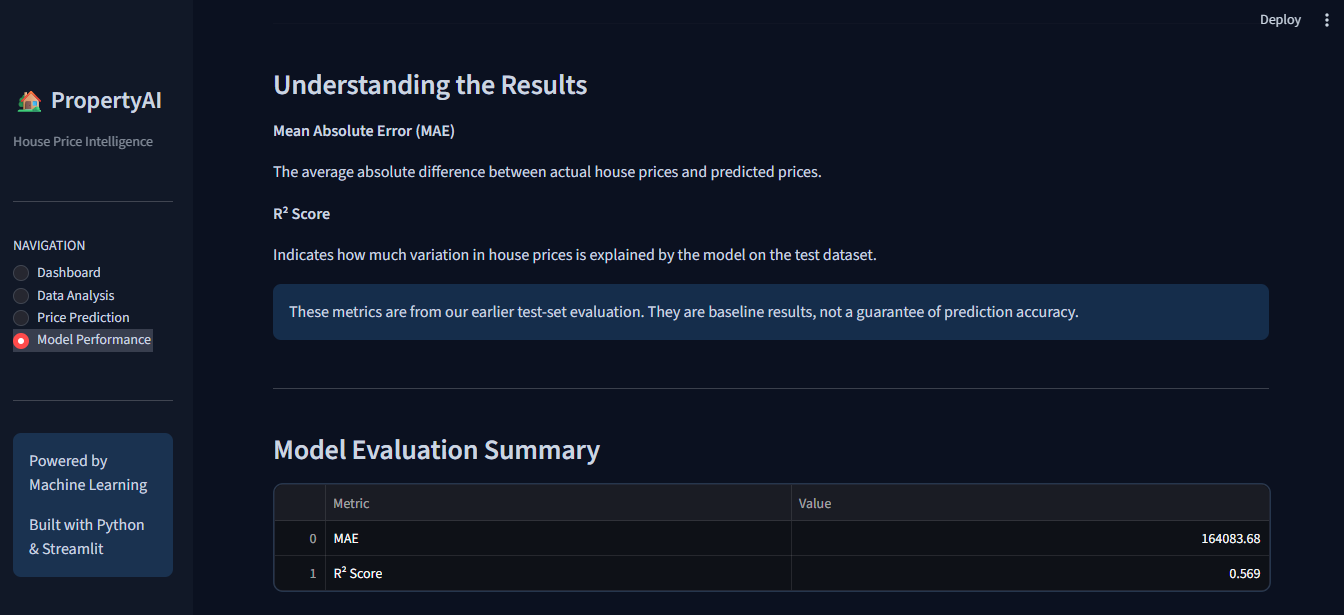 Deploy
PropertyAI
House Price Intelligence
NAVIGATION
Dashboard
Data Analysis
Price Prediction
Model Performance
Powered by
Machine Learning
Built with Python
& Streamlit
Understanding the Results
Mean Absolute Error (MAE)
The average absolute difference between actual house prices and predicted prices.
R² Score
Indicates how much variation in house prices is explained by the model on the test dataset.
These metrics are from our earlier test-set evaluation. They are baseline results, not a guarantee of prediction accuracy.
Model Evaluation Summary
Metric Value
0 MAE 164083.68
1 R² Score 0.569